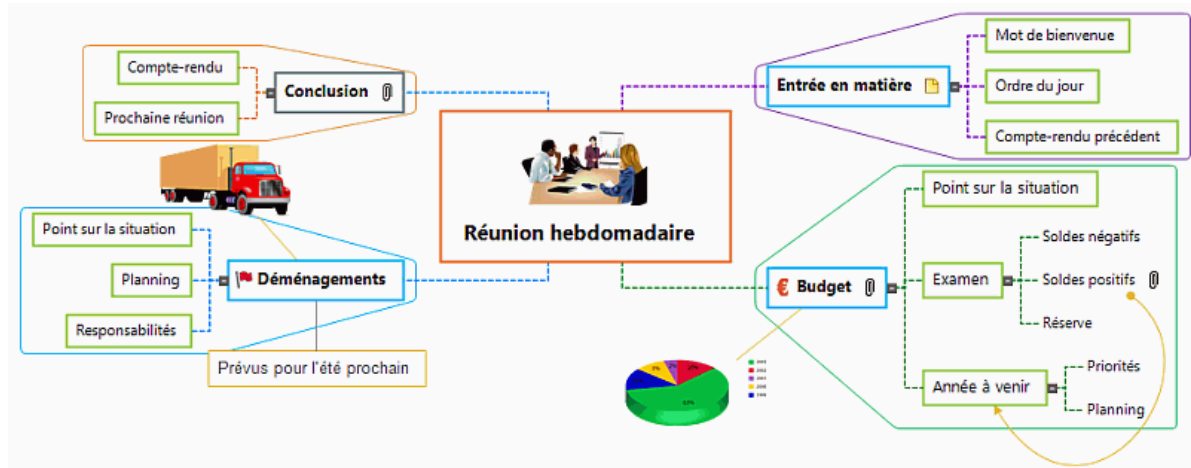 Compte-rendu
Prochaine réunion
Conclusion
Réunion hebdomadaire
Entrée en matière
Mot de bienvenue
Ordre du jour
Compte-rendu précédent
Point sur la situation
Planning
Responsabilités
Déménagements
Prévus pour l'été prochain
€ Budget
Point sur la situation
Examen
Soldes négatifs
Soldes positifs
Réserve
Année à venir
Priorités
Planning